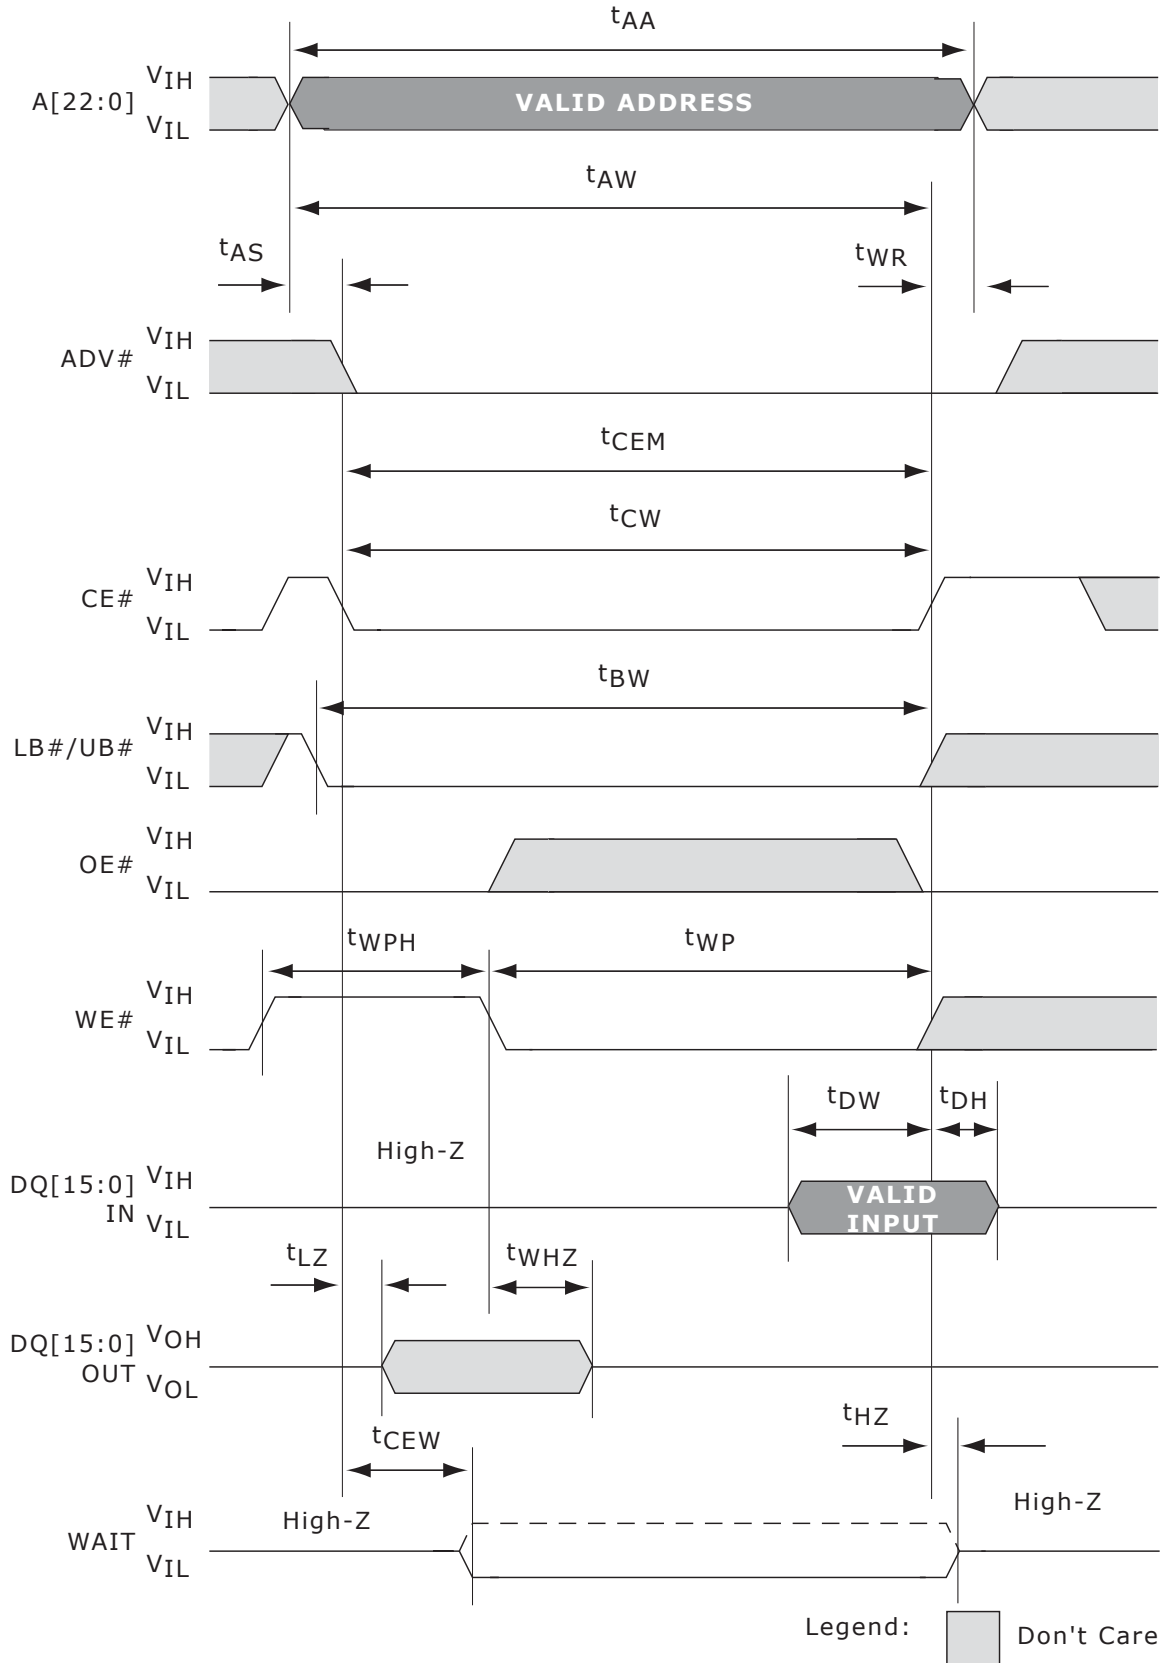 tAA
A[22:0]
VIH
VIL
VALID ADDRESS
tAW
tAS
tWR
ADV#
VIH
VIL
tCEM
tCW
CE#
VIH
VIL
tBW
LB#/UB#
VIH
VIL
OE#
VIH
VIL
tWPH
tWP
WE#
VIH
VIL
tDW
tDH
High-Z
DQ[15:0]
IN
VIH
VIL
VALID
INPUT
tLZ
tWHZ
DQ[15:0]
OUT
VOH
VOL
tHZ
tCEW
WAIT
VIH
VIL
High-Z
High-Z
Legend:
Don't Care